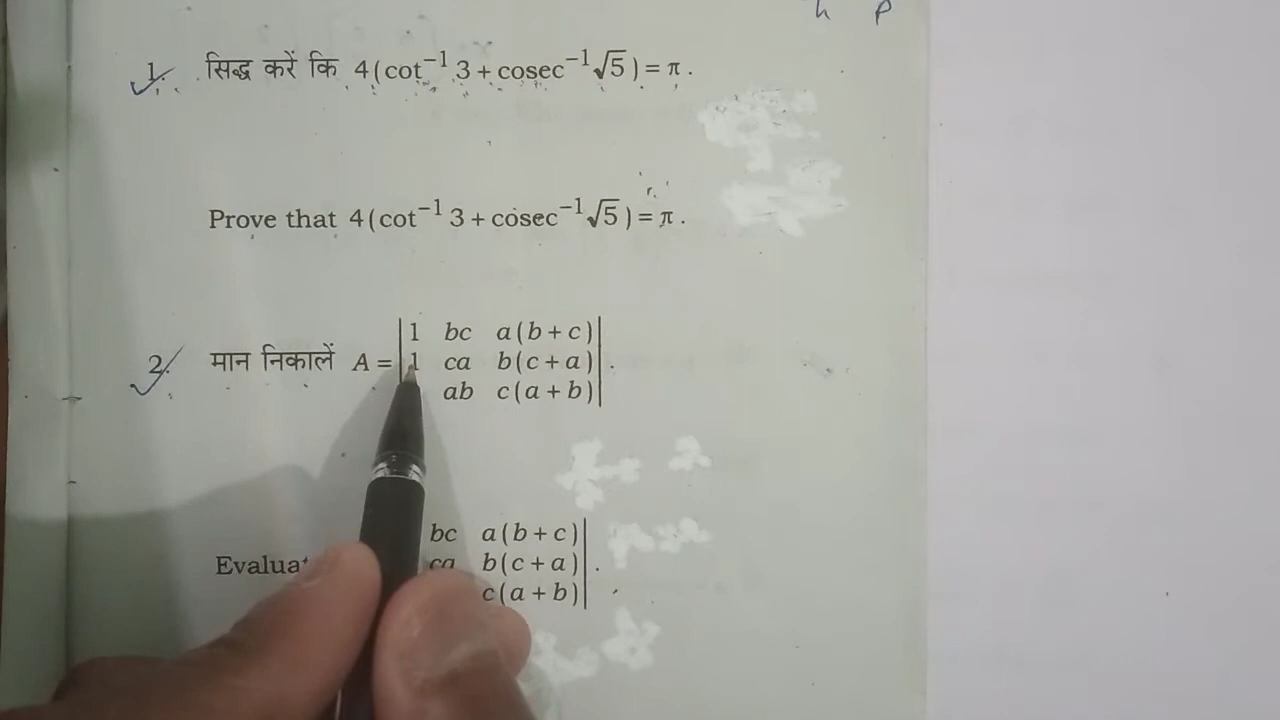 h p
1. सिद्ध करें कि 4(cot⁻¹ 3 + cosec⁻¹√5) = π.
Prove that 4(cot⁻¹ 3 + cosec⁻¹√5) = π.
1 bc a(b + c)
2. मान निकालें A = 1 ca b(c + a) .
ab c(a + b)
bc a(b + c)
ca b(c + a) .
c(a + b)